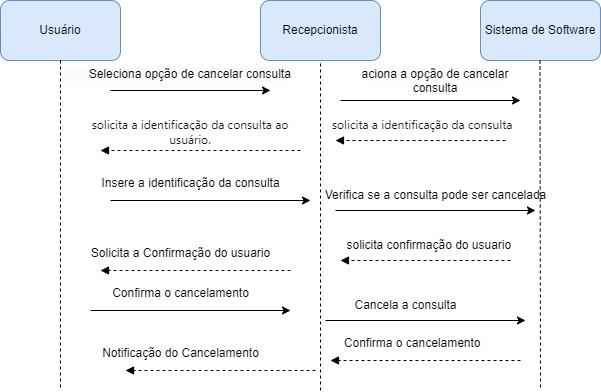 Usuário
Recepcionista
Sistema de Software
Seleciona opção de cancelar consulta
aciona a opção de cancelar
consulta
solicita a identificação da consulta ao
usuário.
solicita a identificação da consulta
Insere a identificação da consulta
Verifica se a consulta pode ser cancelada
solicita confirmação do usuario
Solicita a Confirmação do usuario
Confirma o cancelamento
Cancela a consulta
Confirma o cancelamento
Notificação do Cancelamento